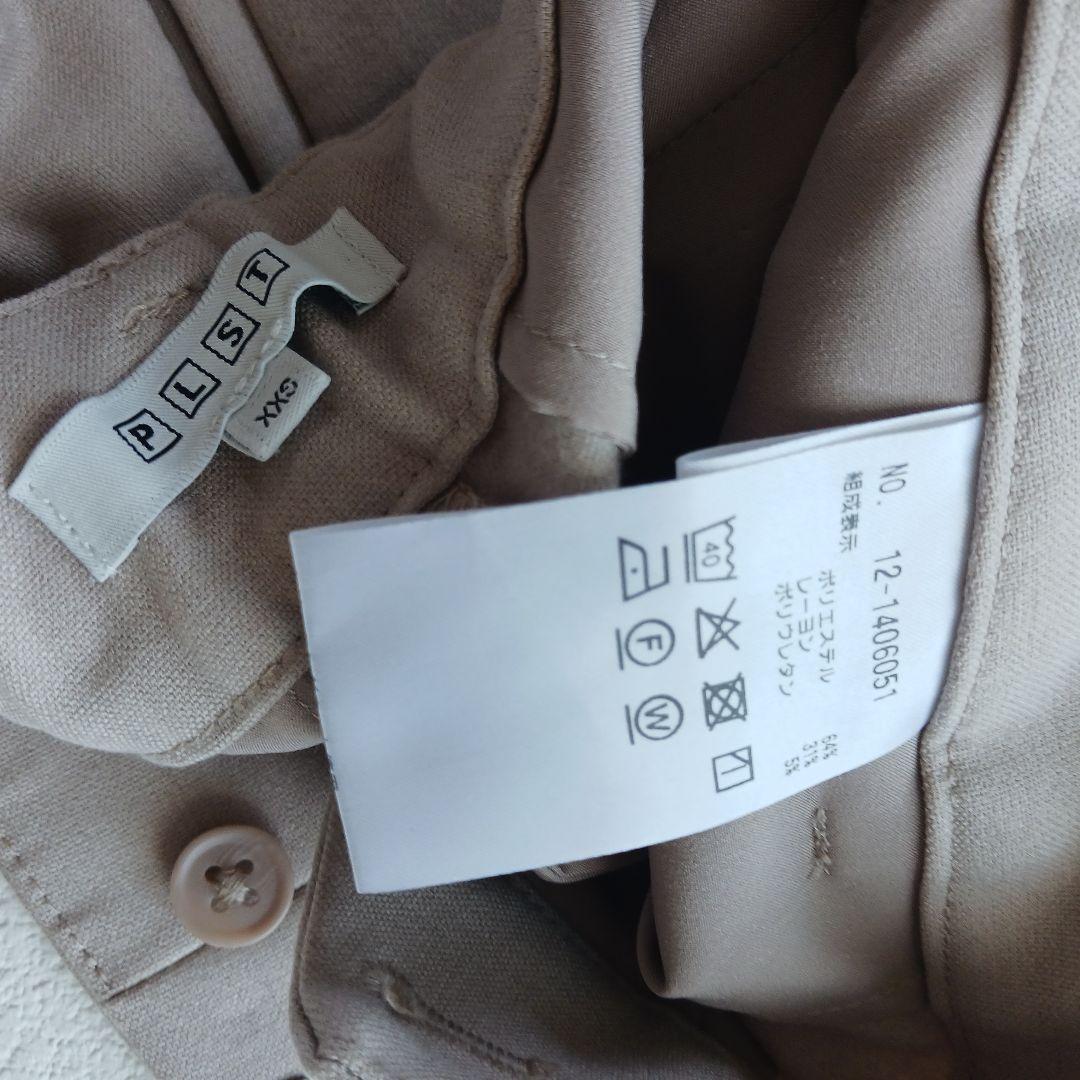 PLST
XXS
NO. 12-1406051
組成表示
ポリエステル 64%
レーヨン 31%
ポリウレタン 5%
40
F
W